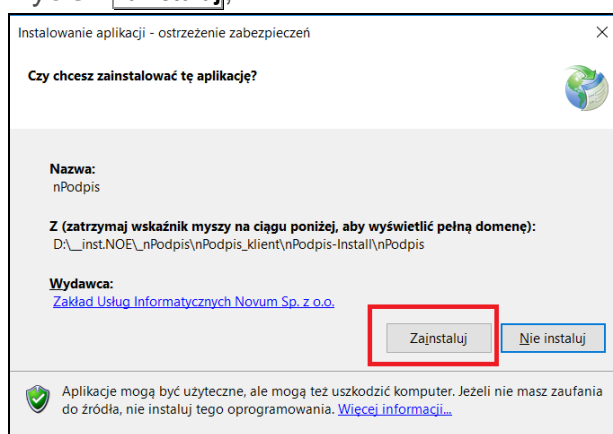 Instalowanie aplikacji - ostrzeżenie zabezpieczeń
Czy chcesz zainstalować tę aplikację?
Nazwa:
nPodpis
Z (zatrzymaj wskaźnik myszy na ciągu poniżej, aby wyświetlić pełną domenę):
D:\__inst.NOE\_nPodpis\nPodpis_klient\nPodpis-Install\nPodpis
Wydawca:
Zakład Usług Informatycznych Novum Sp. z o.o.
Zainstaluj
Nie instaluj
Aplikacje mogą być użyteczne, ale mogą też uszkodzić komputer. Jeżeli nie masz zaufania
do źródła, nie instaluj tego oprogramowania. Więcej informacji...